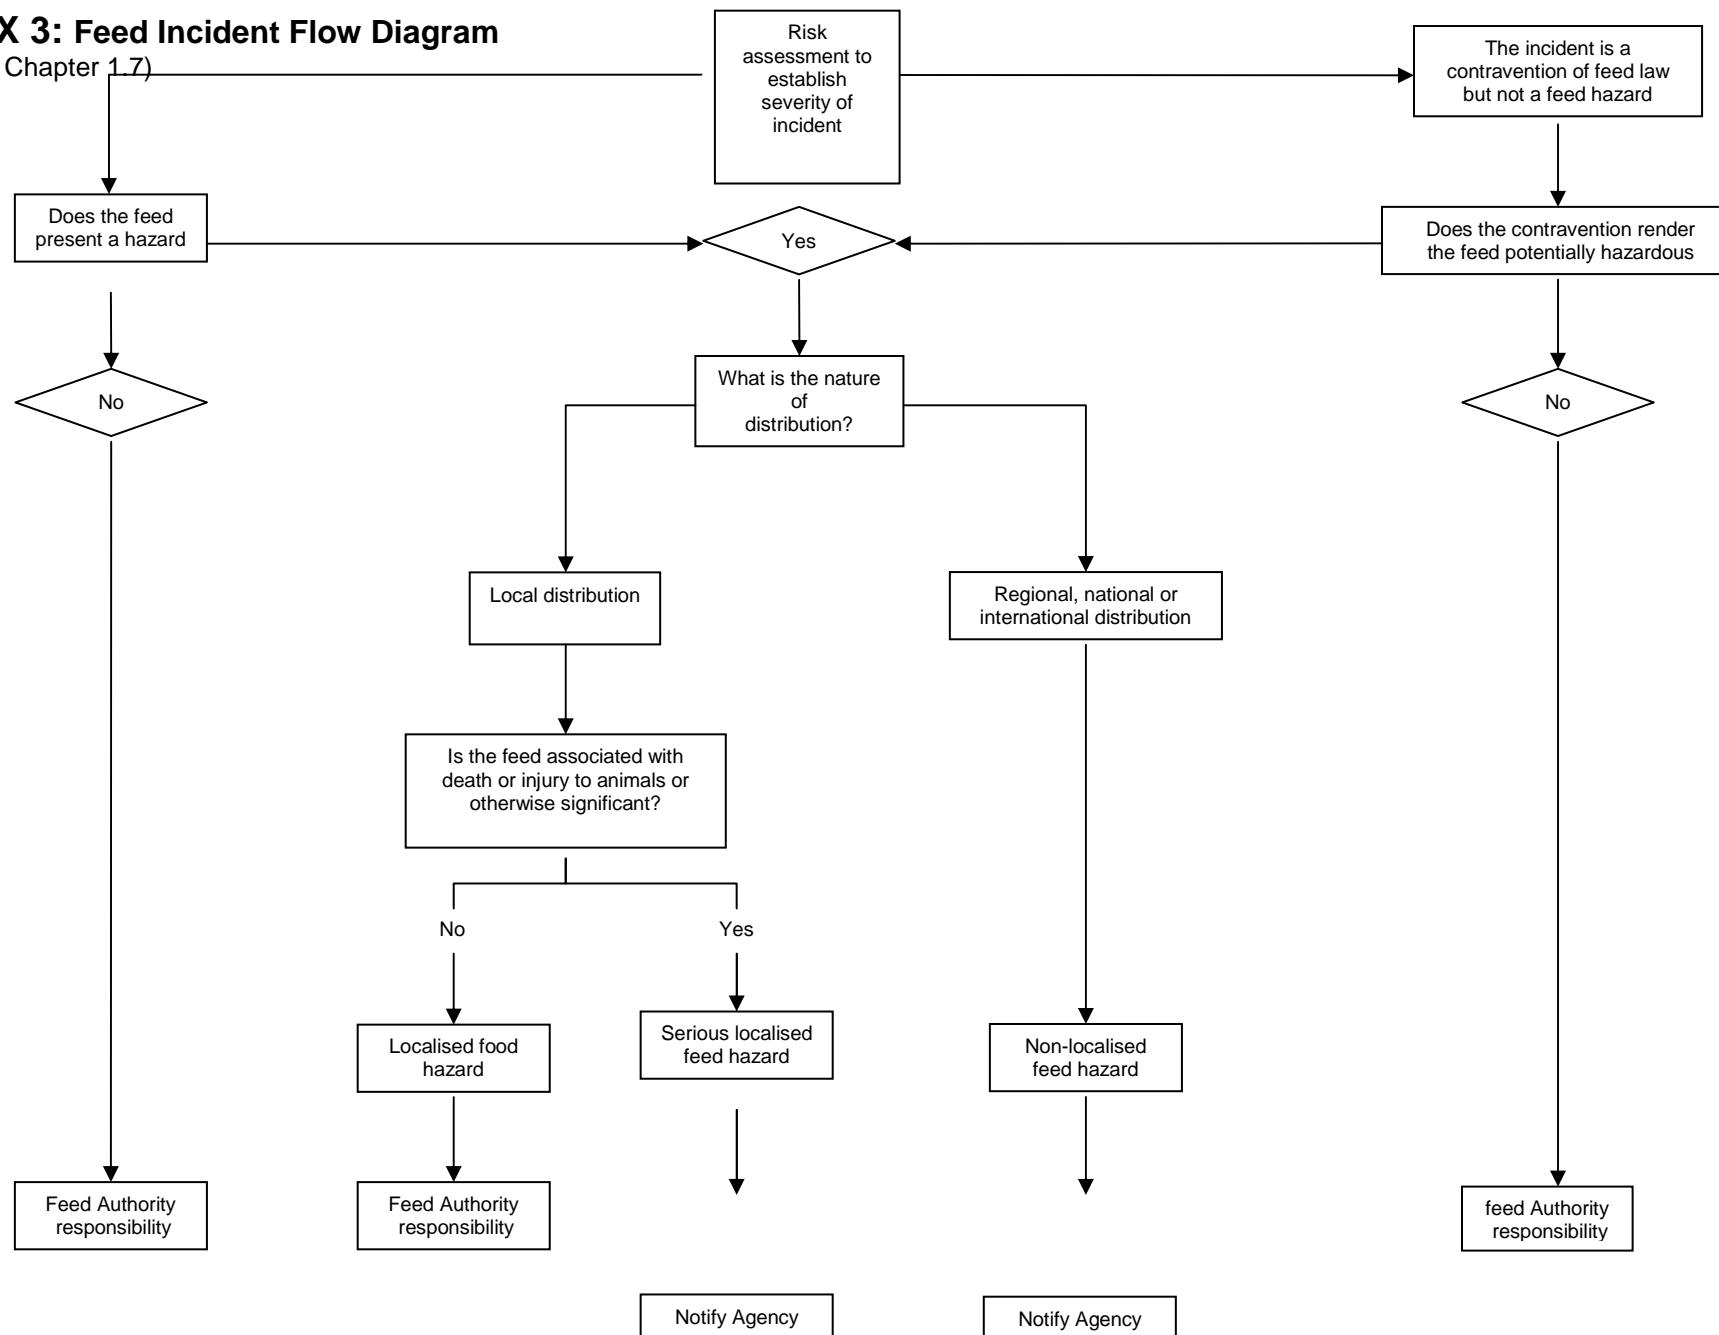 X 3: Feed Incident Flow Diagram
Chapter 1.7)
Risk
assessment to
establish
severity of
incident
The incident is a
contravention of feed law
but not a feed hazard
Does the feed
present a hazard
Yes
Does the contravention render
the feed potentially hazardous
No
What is the nature
of
distribution?
No
Local distribution
Regional, national or
international distribution
Is the feed associated with
death or injury to animals or
otherwise significant?
No
Yes
Localised food
hazard
Serious localised
feed hazard
Non-localised
feed hazard
Feed Authority
responsibility
Feed Authority
responsibility
feed Authority
responsibility
Notify Agency
Notify Agency